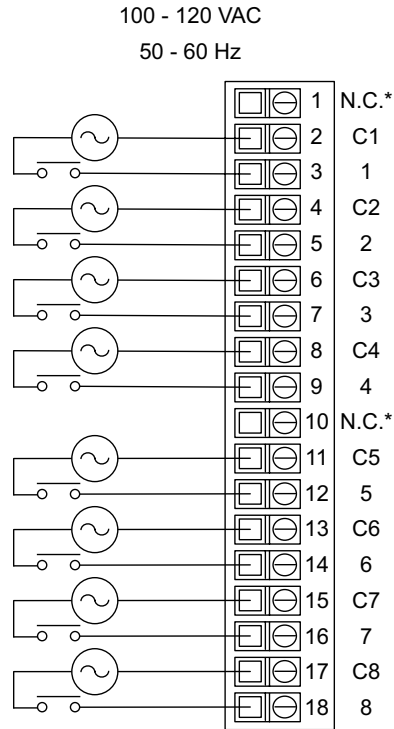 100 - 120 VAC
50 - 60 Hz
1 N.C.*
2 C1
3 1
4 C2
5 2
6 C3
7 3
8 C4
9 4
10 N.C.*
11 C5
12 5
13 C6
14 6
15 C7
16 7
17 C8
18 8